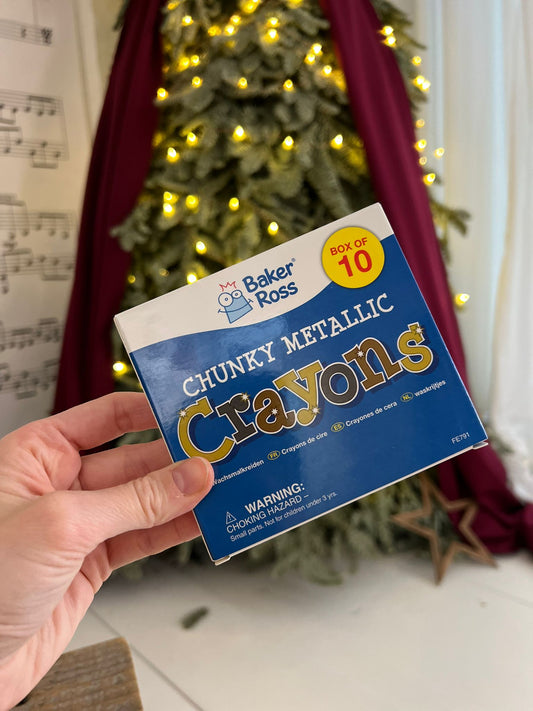 Baker®
Ross
BOX OF
10
CHUNKY METALLIC
Crayons
Wachsmalkreiden FR Crayons de cire ES Crayones de cera NL waskrijtjes
FE791
WARNING:
CHOKING HAZARD –
Small parts. Not for children under 3 yrs.